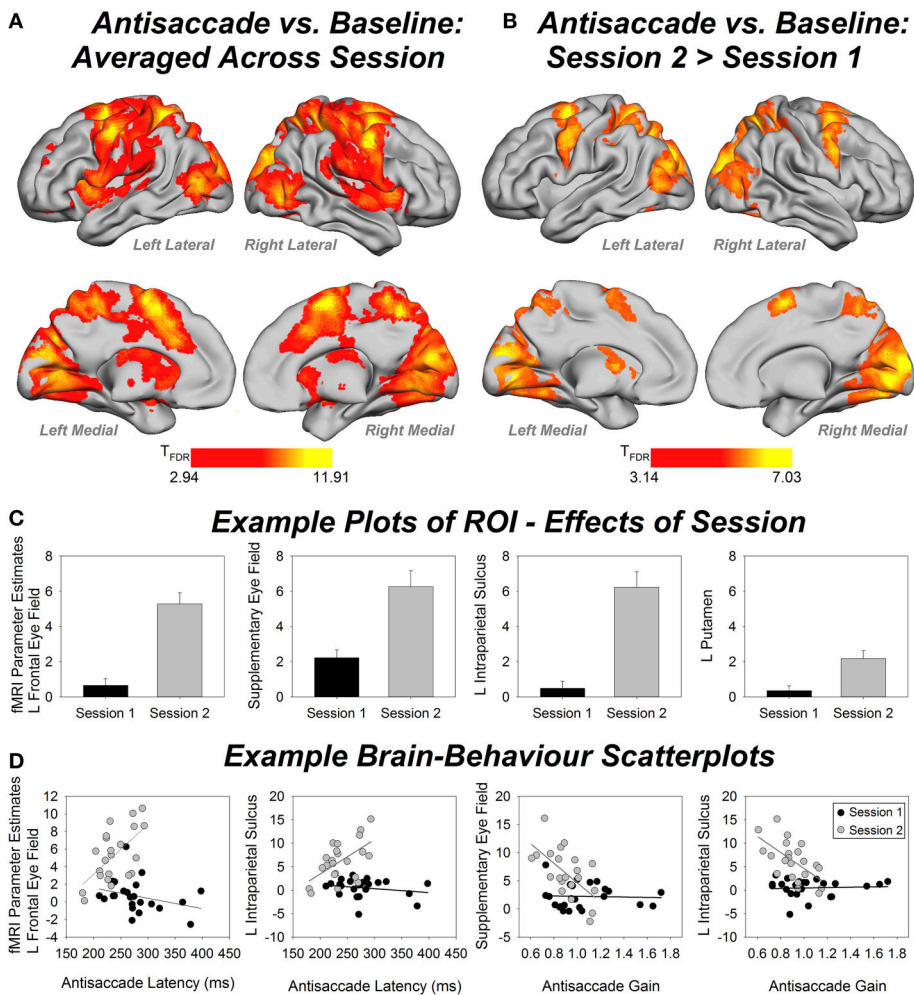 A
Antisaccade vs. Baseline:
Averaged Across Session
B
Antisaccade vs. Baseline:
Session 2 > Session 1
Left Lateral
Right Lateral
Left Lateral
Right Lateral
Left Medial
Right Medial
Left Medial
Right Medial
TFDR
2.94
11.91
TFDR
3.14
7.03
C
Example Plots of ROI - Effects of Session
fMRI Parameter Estimates
L Frontal Eye Field
8
6
4
2
0
Session 1
Session 2
Supplementary Eye Field
8
6
4
2
0
Session 1
Session 2
L Intraparietal Sulcus
8
6
4
2
0
Session 1
Session 2
L Putamen
8
6
4
2
0
Session 1
Session 2
D
Example Brain-Behaviour Scatterplots
fMRI Parameter Estimates
L Frontal Eye Field
12
10
8
6
4
2
0
-2
-4
150 200 250 300 350 400 450
Antisaccade Latency (ms)
L Intraparietal Sulcus
20
15
10
5
0
-5
-10
150 200 250 300 350 400 450
Antisaccade Latency (ms)
Supplementary Eye Field
20
15
10
5
0
-5
0.6 0.8 1.0 1.2 1.4 1.6 1.8
Antisaccade Gain
L Intraparietal Sulcus
20
15
10
5
0
-5
-10
0.6 0.8 1.0 1.2 1.4 1.6 1.8
Antisaccade Gain
Session 1
Session 2